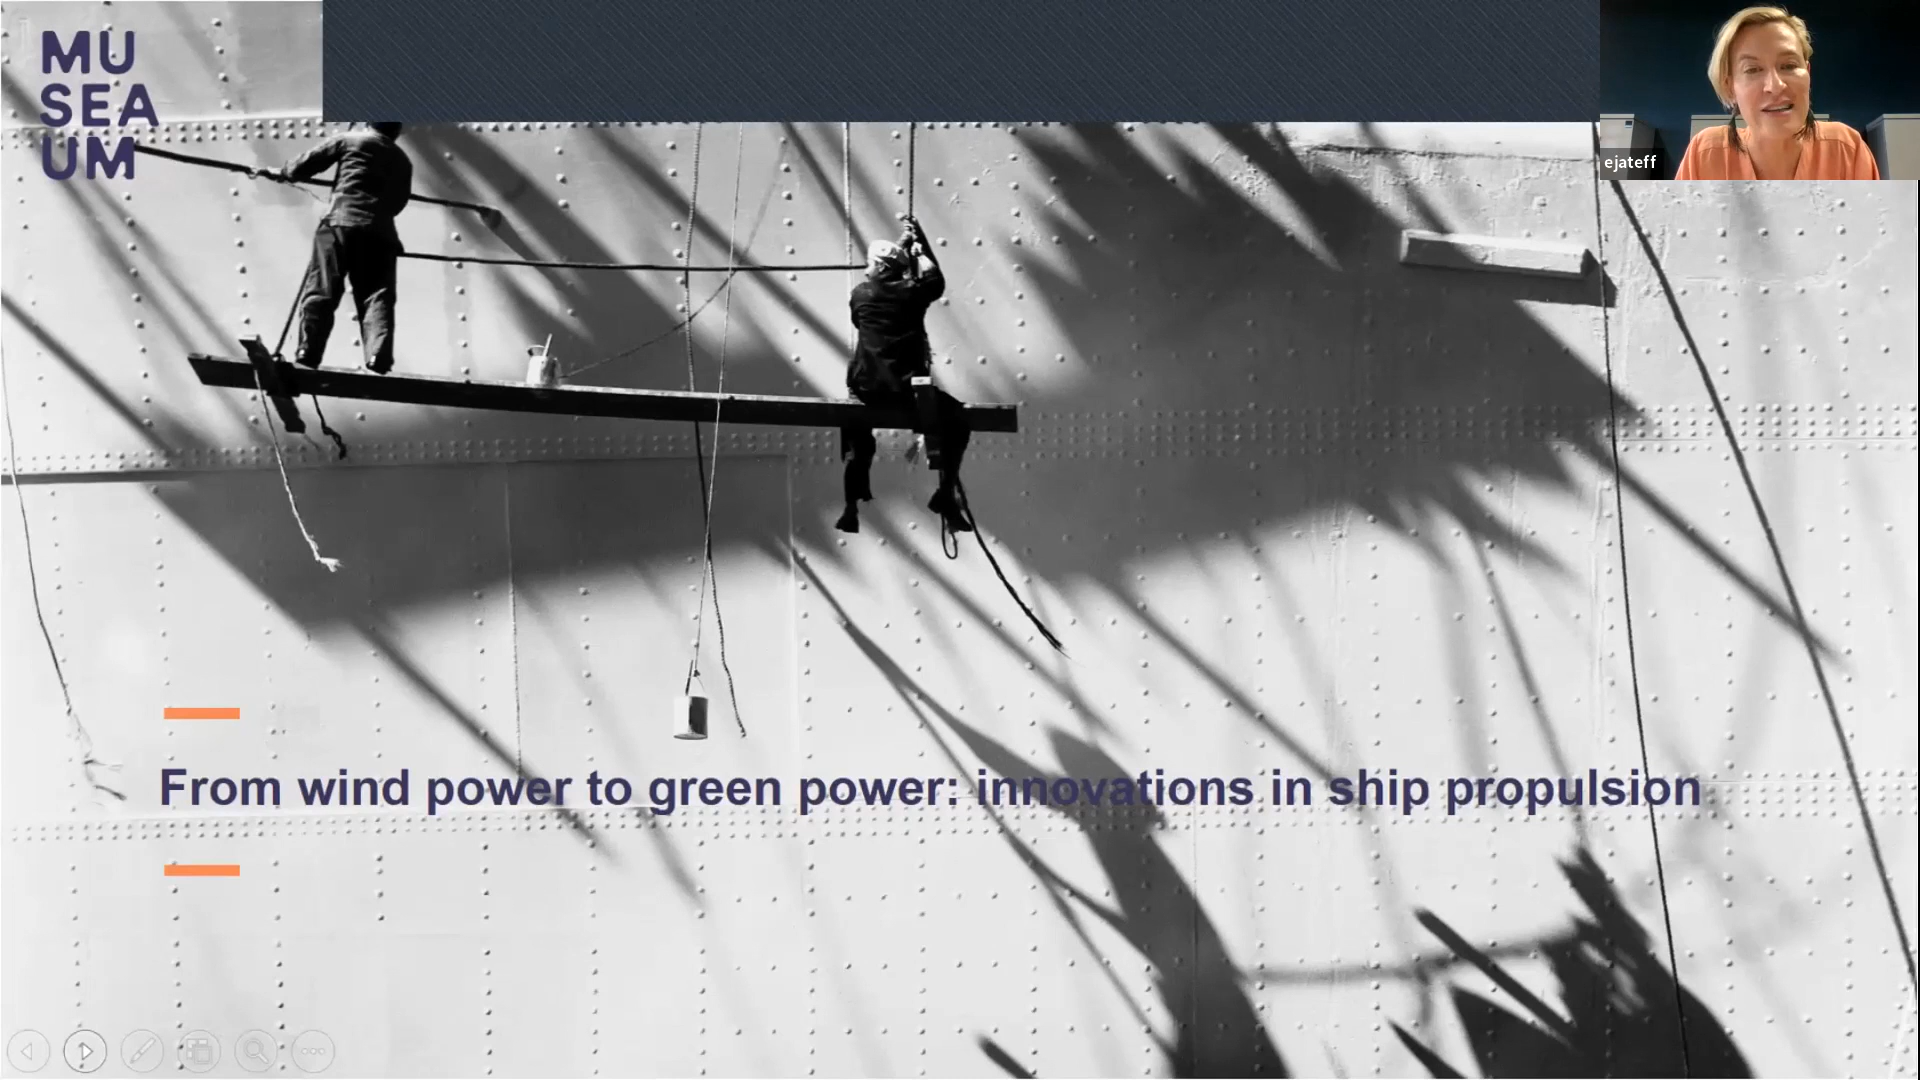 MU
SEA
UM
ejateff
From wind power to green power: innovations in ship propulsion